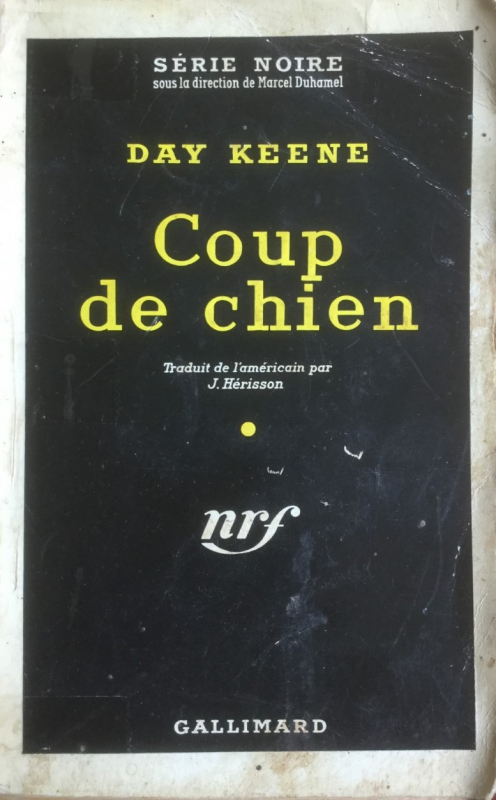 SÉRIE NOIRE
sous la direction de Marcel Duhamel
DAY KEENE
Coup
de chien
Traduit de l'américain par
J. Hérisson
nrf
GALLIMARD